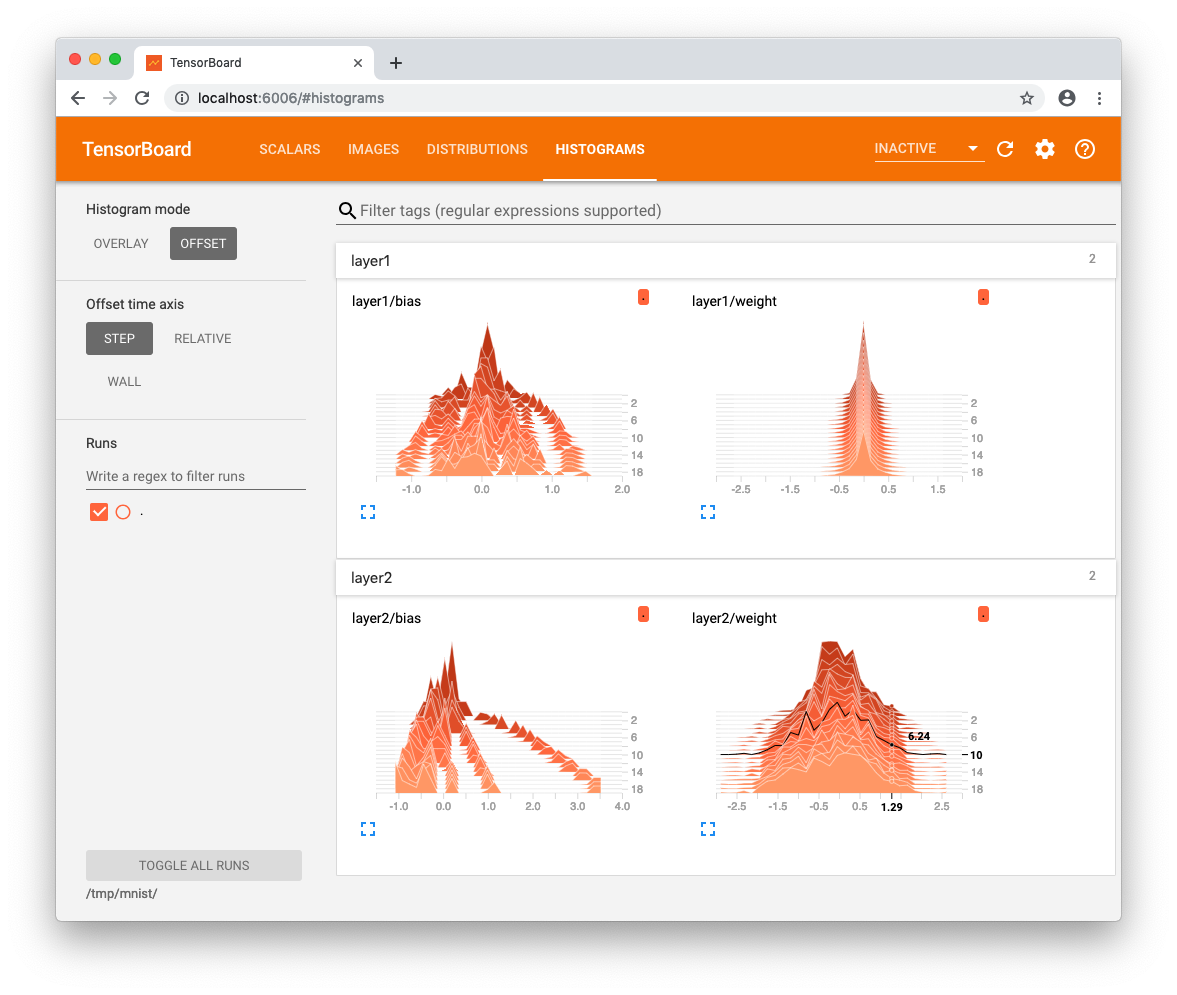 TensorBoard
localhost:6006/#histograms
TensorBoard SCALARS IMAGES DISTRIBUTIONS HISTOGRAMS INACTIVE
Histogram mode
OVERLAY OFFSET
Offset time axis
STEP RELATIVE
WALL
Runs
Write a regex to filter runs
.
TOGGLE ALL RUNS
/tmp/mnist/
Filter tags (regular expressions supported)
layer1 2
layer1/bias .
2
6
10
14
18
-1.0 0.0 1.0 2.0
layer1/weight .
2
6
10
14
18
-2.5 -1.5 -0.5 0.5 1.5
layer2 2
layer2/bias .
2
6
10
14
18
-1.0 0.0 1.0 2.0 3.0 4.0
layer2/weight .
2
6.24
6
10
14
18
-2.5 -1.5 -0.5 0.5 1.29 2.5